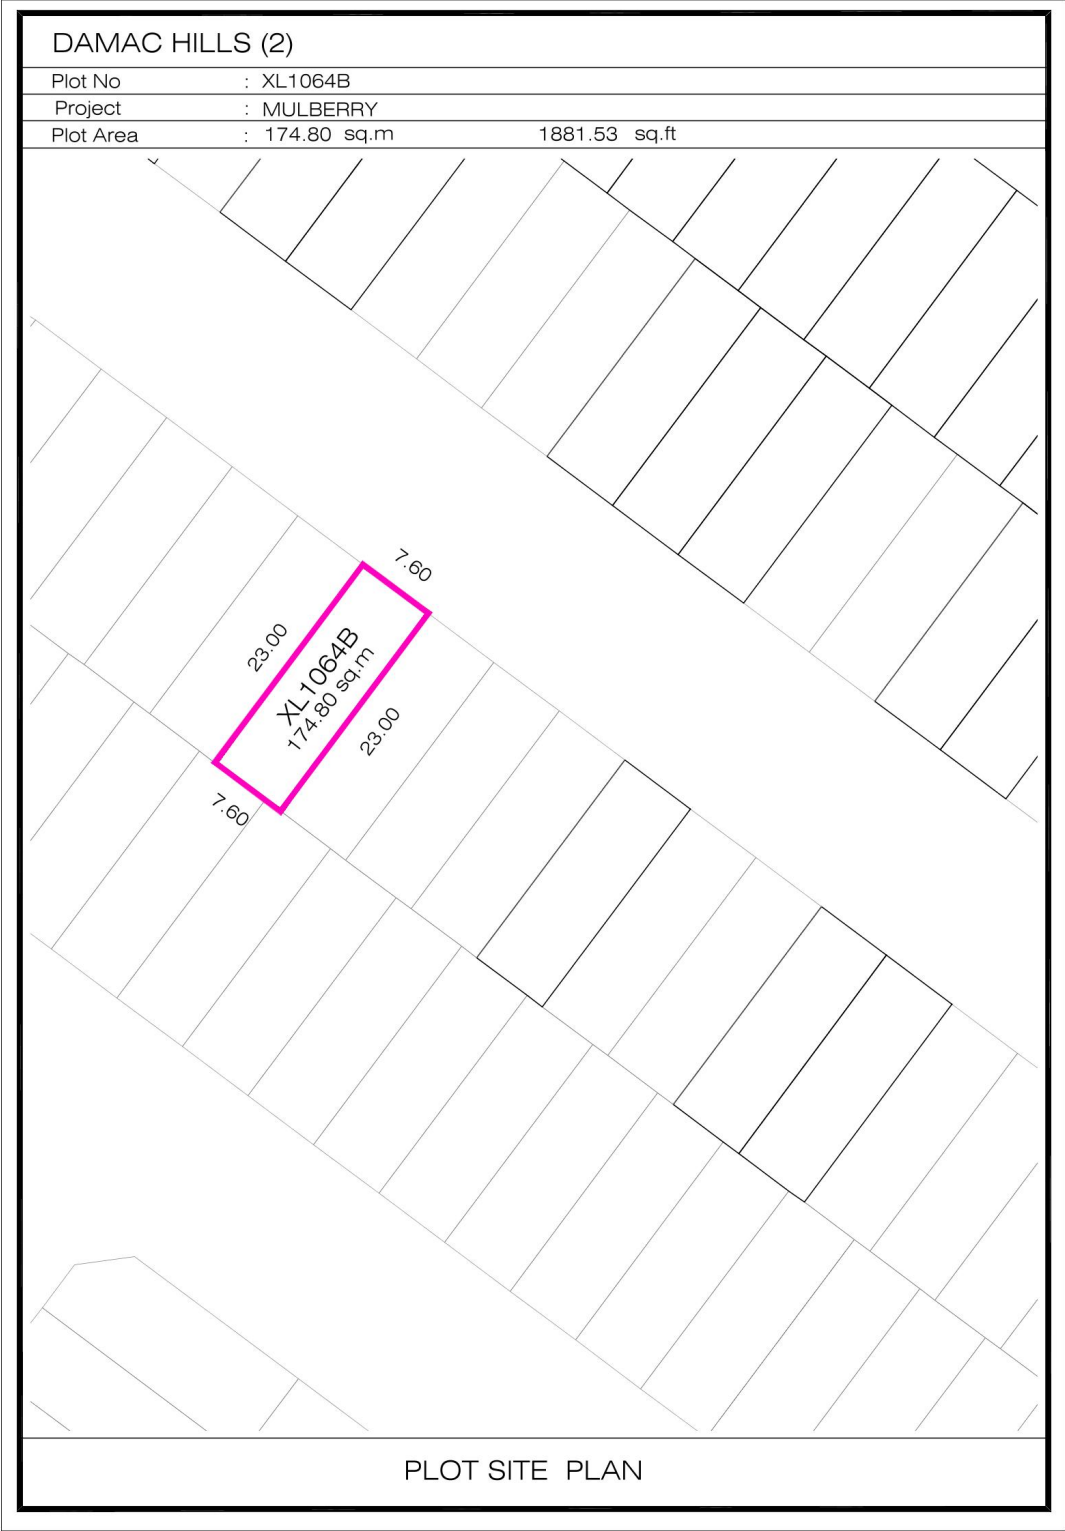 DAMAC HILLS (2)
Plot No : XL1064B
Project : MULBERRY
Plot Area : 174.80 sq.m 1881.53 sq.ft
7.60
23.00
XL1064B
174.80 sq.m
23.00
7.60
PLOT SITE PLAN